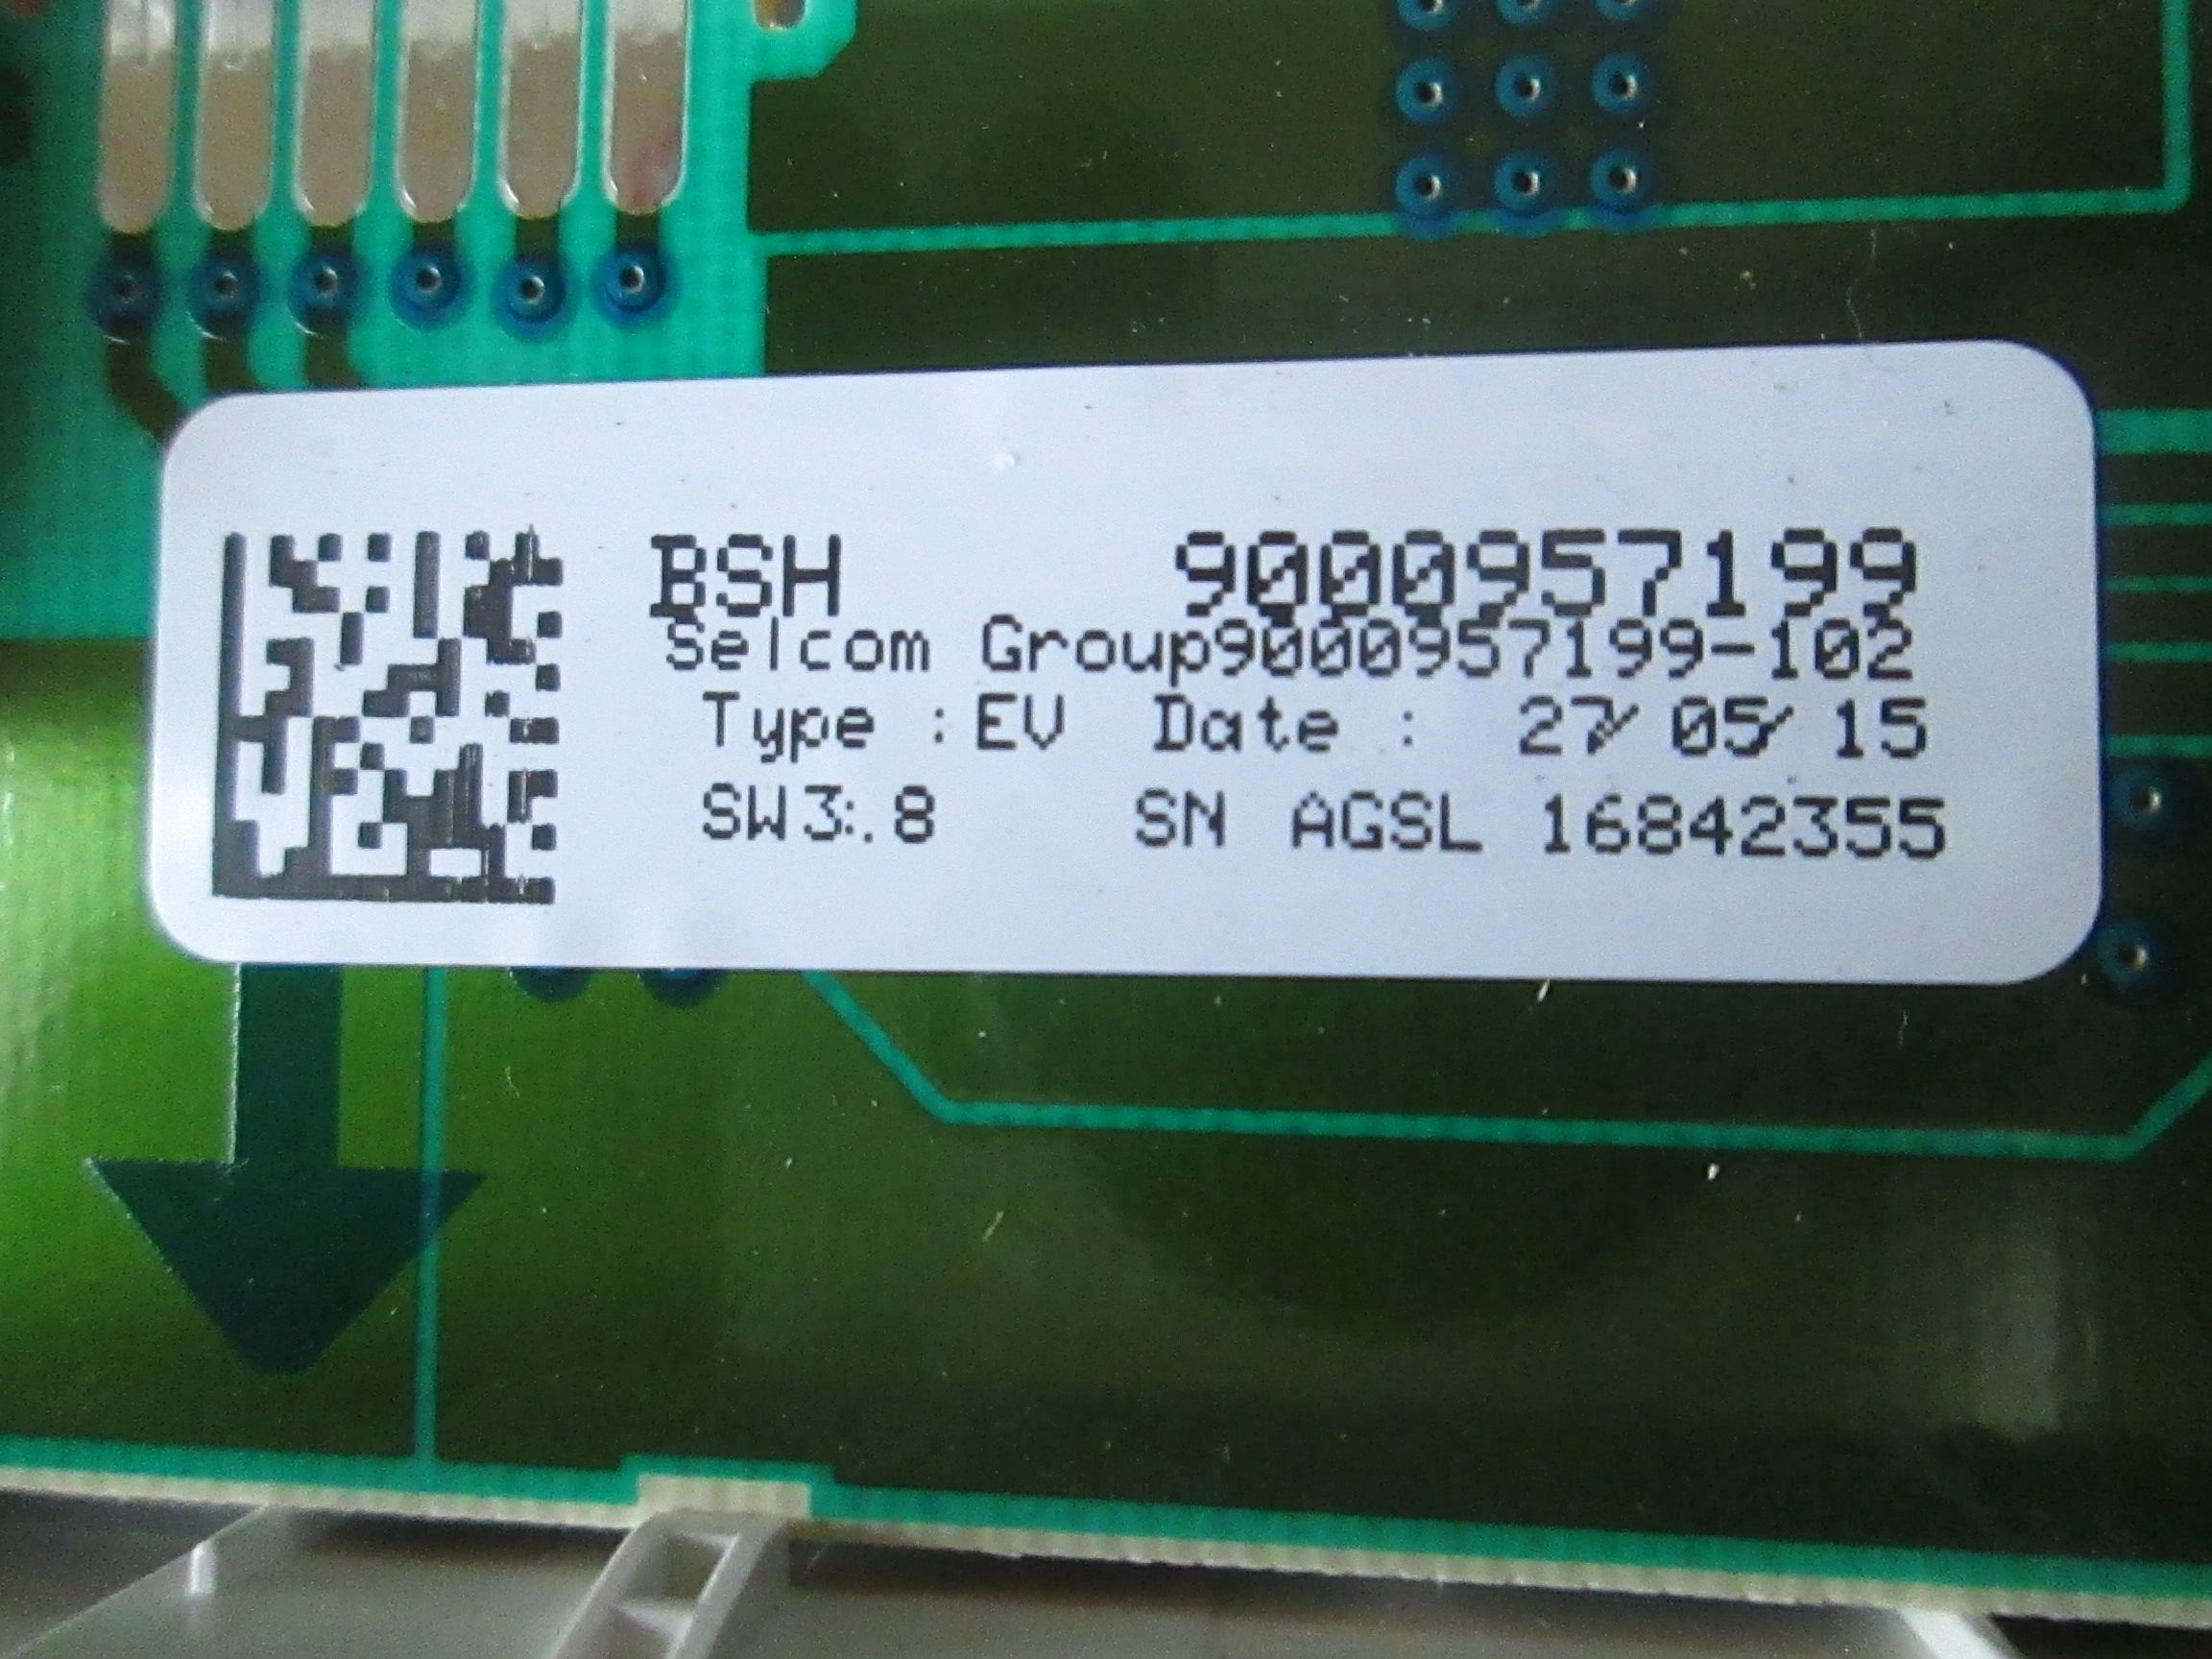 BSH 9000957199
Selcom Group9000957199-102
Type :EV Date : 27/ 05/ 15
SW3:.8 SN AGSL 16842355